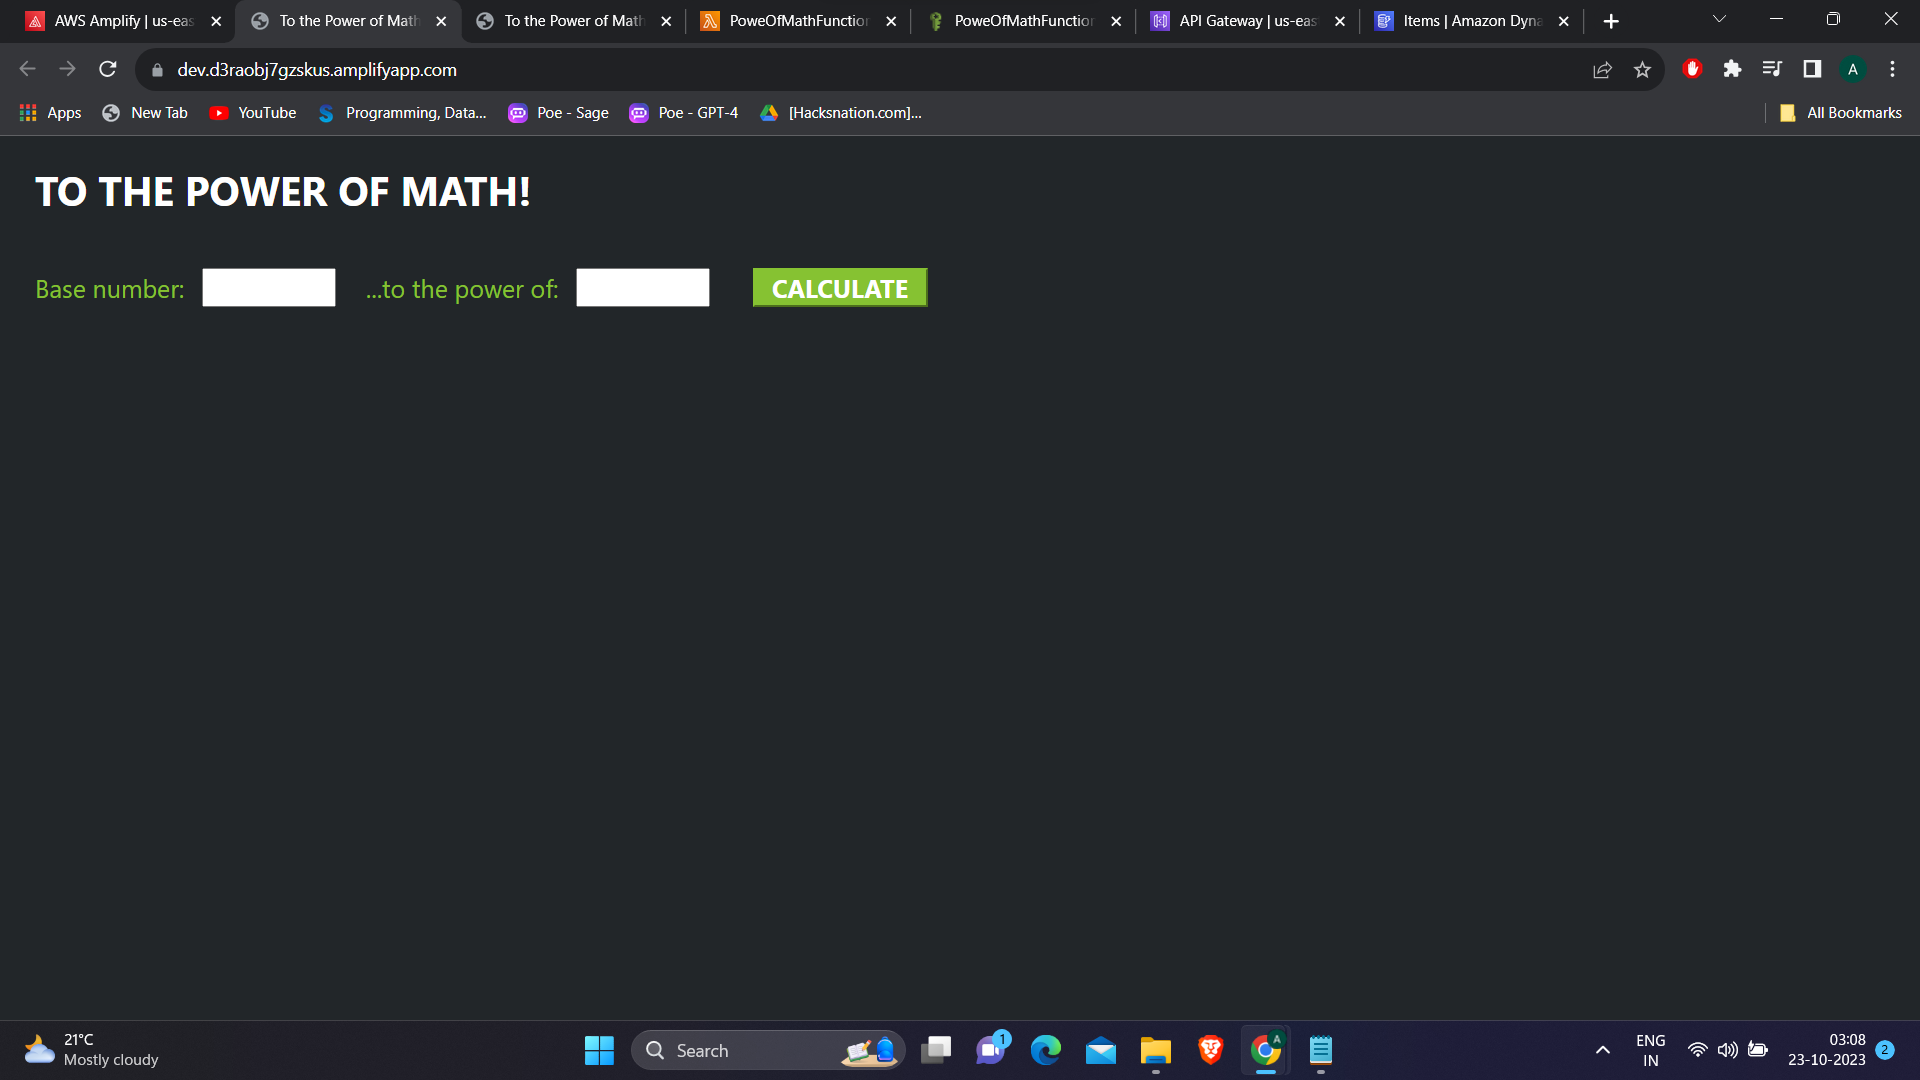 AWS Amplify | us-eas
To the Power of Math
To the Power of Math
PoweOfMathFunction
PoweOfMathFunction
API Gateway | us-eas
Items | Amazon Dyna
dev.d3raobj7gzskus.amplifyapp.com
A
Apps
New Tab
YouTube
Programming, Data...
Poe - Sage
Poe - GPT-4
[Hacksnation.com]...
All Bookmarks
TO THE POWER OF MATH!
Base number:
...to the power of:
CALCULATE
21°C
Mostly cloudy
Search
1
A
ENG
IN
03:08
23-10-2023
2